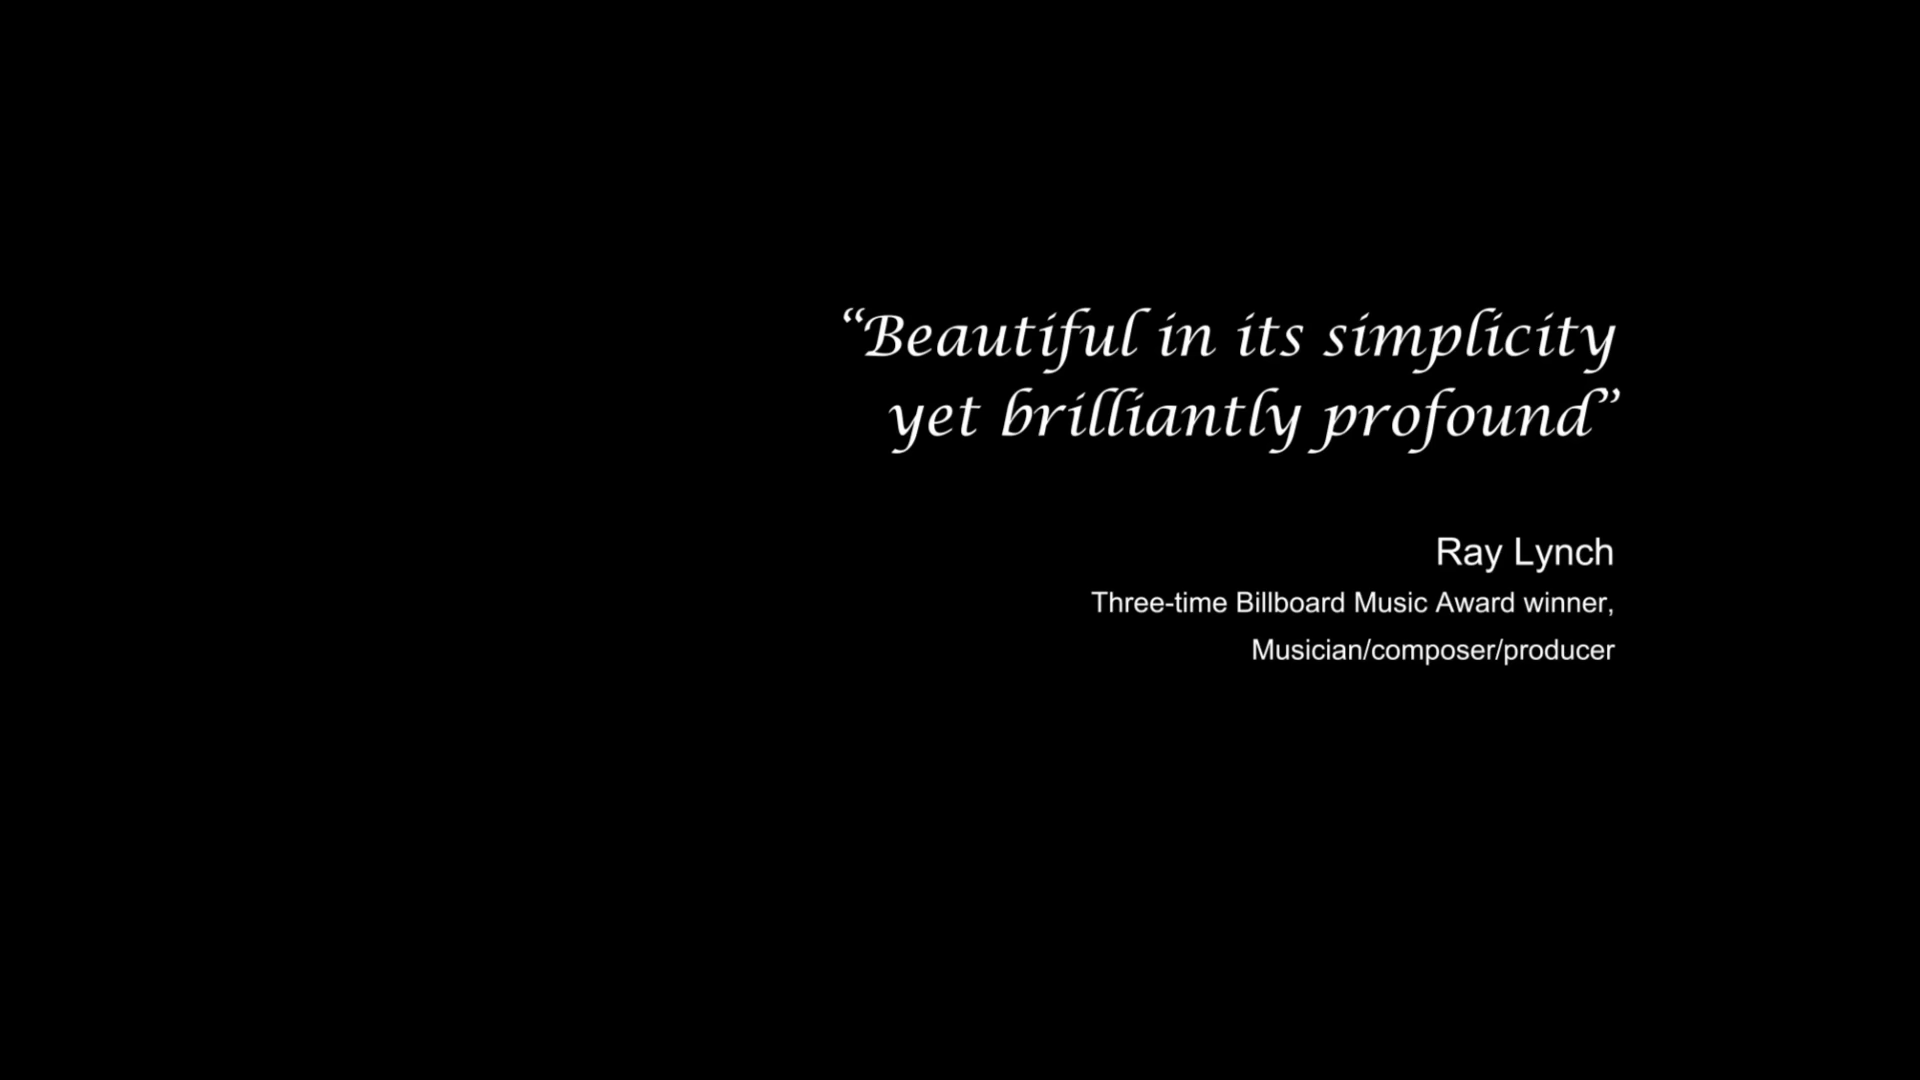 “Beautiful in its simplicity
yet brilliantly profound”
Ray Lynch
Three-time Billboard Music Award winner,
Musician/composer/producer